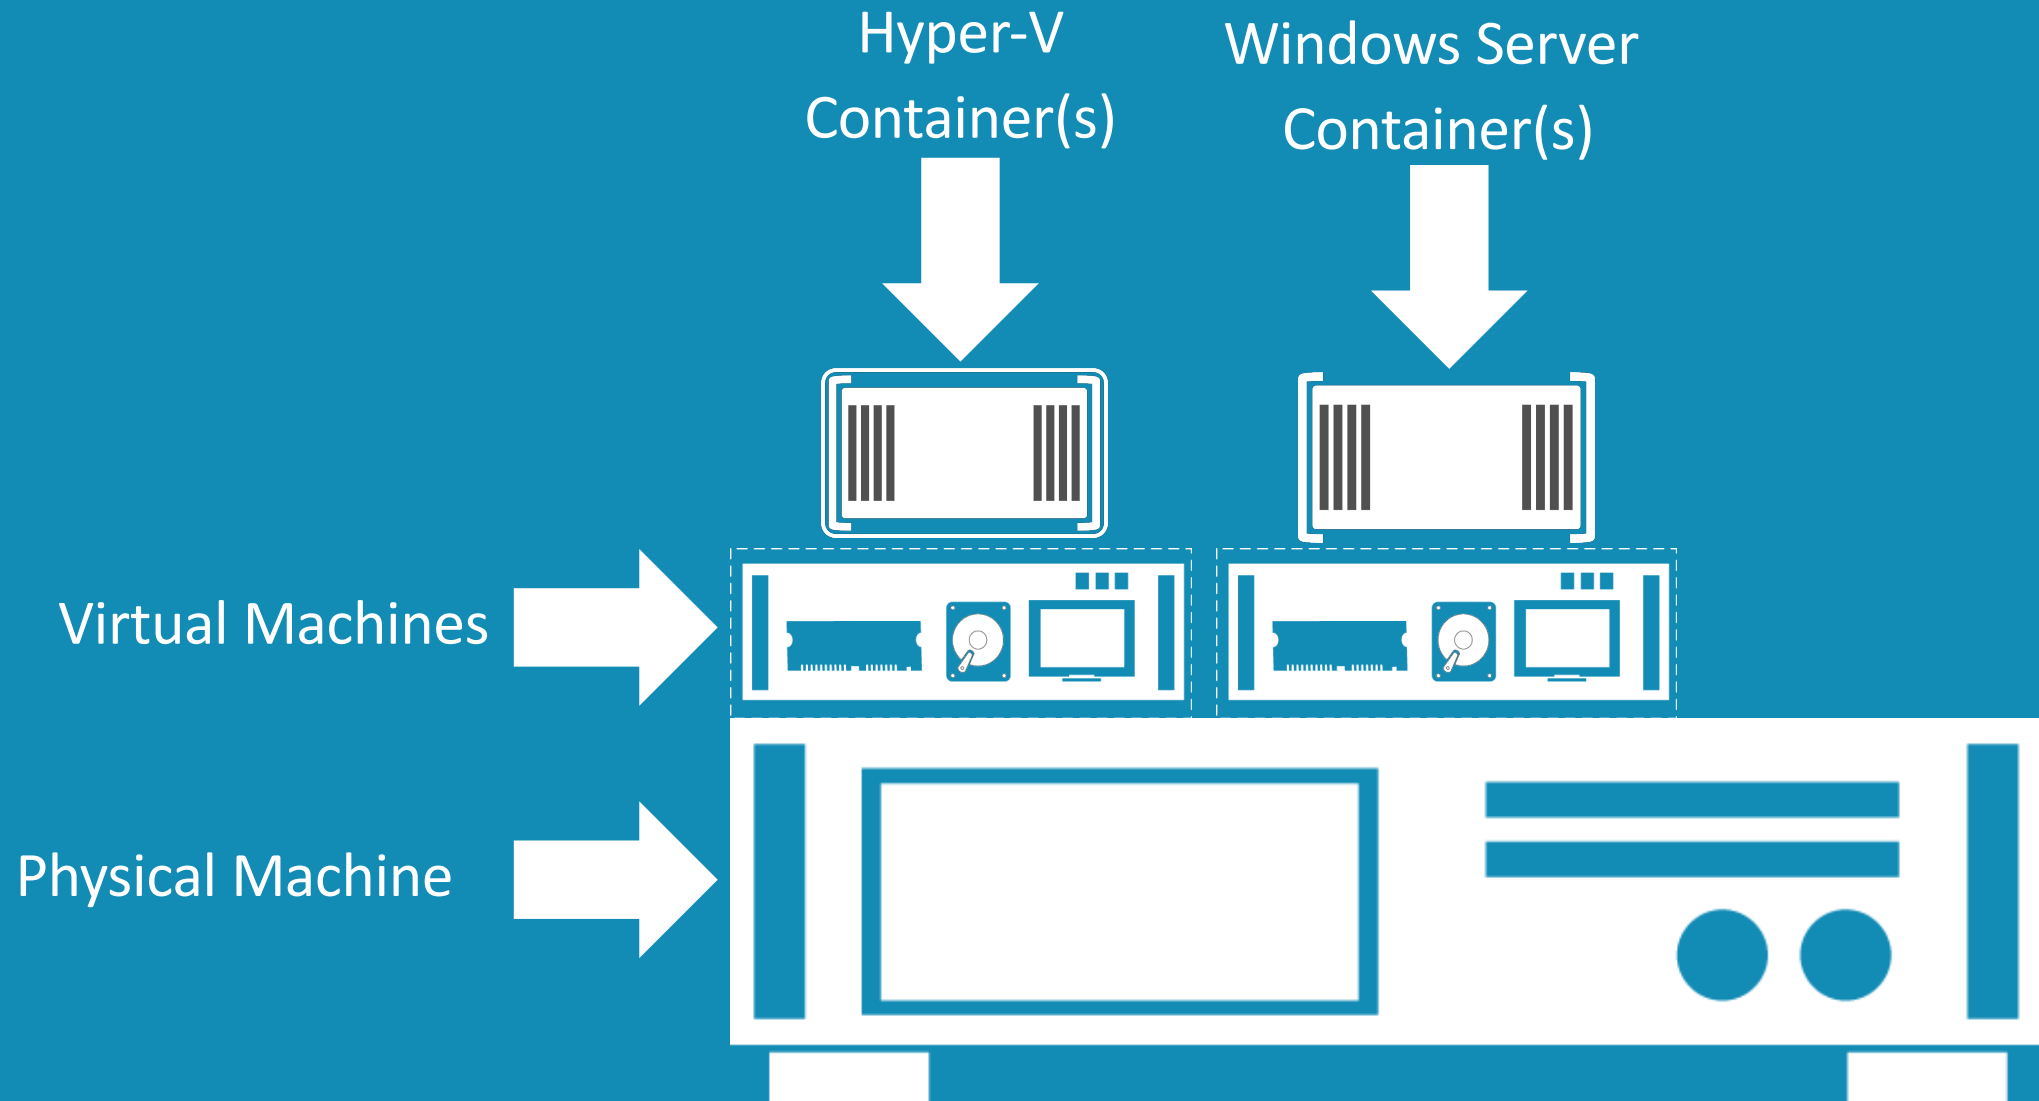 Hyper-V
Container(s)
Windows Server
Container(s)
Virtual Machines
Physical Machine